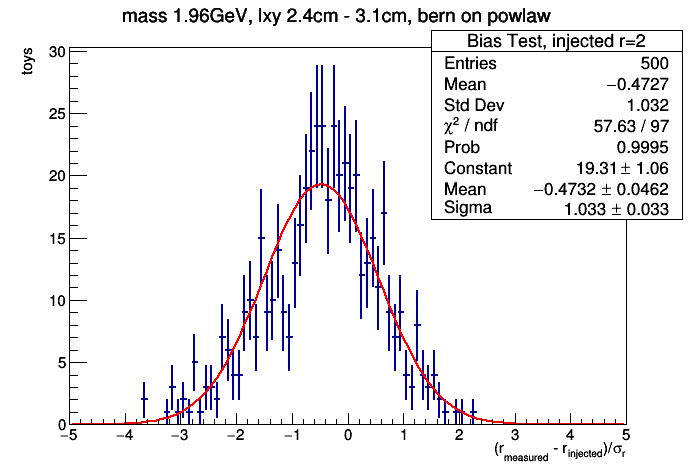 mass 1.96GeV, lxy 2.4cm - 3.1cm, bern on powlaw
Bias Test, injected r=2
Entries 500
Mean −0.4727
Std Dev 1.032
χ² / ndf 57.63 / 97
Prob 0.9995
Constant 19.31 ± 1.06
Mean −0.4732 ± 0.0462
Sigma 1.033 ± 0.033
toys
30
25
20
15
10
5
0
−5 −4 −3 −2 −1 0 1 2 3 4 5
(r_measured - r_injected)/σ_r